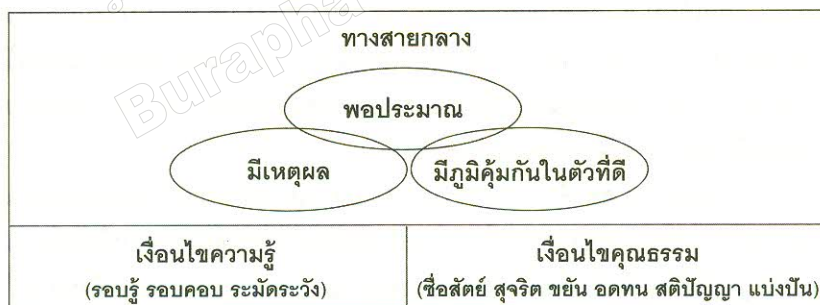 Burapha
ทางสายกลาง
พอประมาณ
มีเหตุผล มีภูมิคุ้มกันในตัวที่ดี
เงื่อนไขความรู้ เงื่อนไขคุณธรรม
(รอบรู้ รอบคอบ ระมัดระวัง) (ซื่อสัตย์ สุจริต ขยัน อดทน สติปัญญา แบ่งปัน)